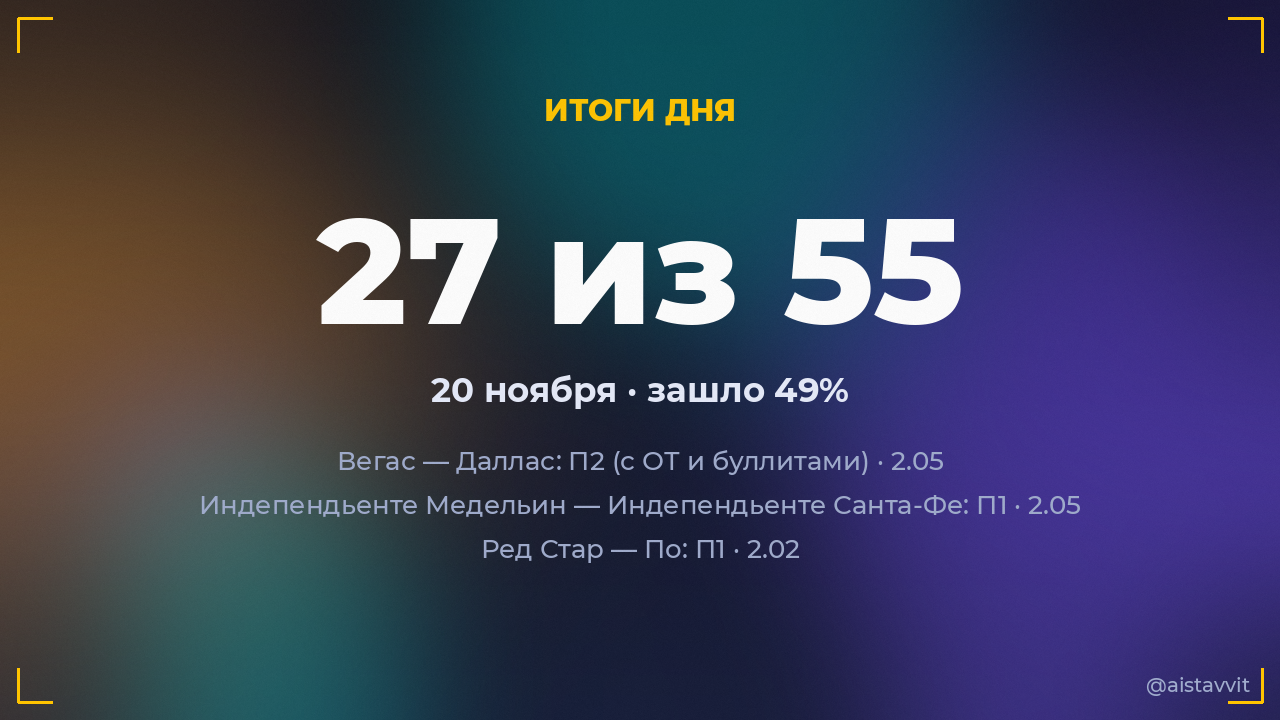 ИТОГИ ДНЯ
27 из 55
20 ноября · зашло 49%
Вегас — Даллас: П2 (с ОТ и буллитами) · 2.05
Индепендьенте Медельин — Индепендьенте Санта-Фе: П1 · 2.05
Ред Стар — По: П1 · 2.02
@aistavvit